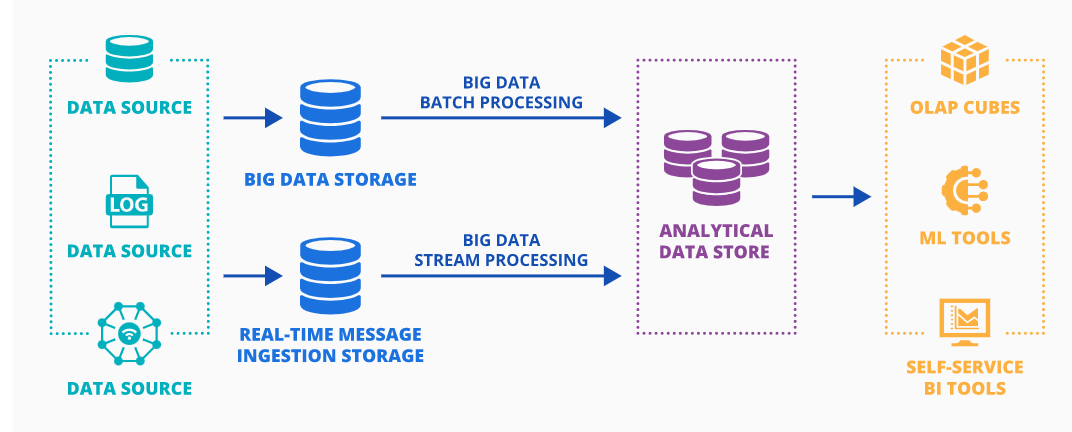 DATA SOURCE
LOG
DATA SOURCE
DATA SOURCE
BIG DATA STORAGE
REAL-TIME MESSAGE
INGESTION STORAGE
BIG DATA
BATCH PROCESSING
BIG DATA
STREAM PROCESSING
ANALYTICAL
DATA STORE
OLAP CUBES
ML TOOLS
SELF-SERVICE
BI TOOLS